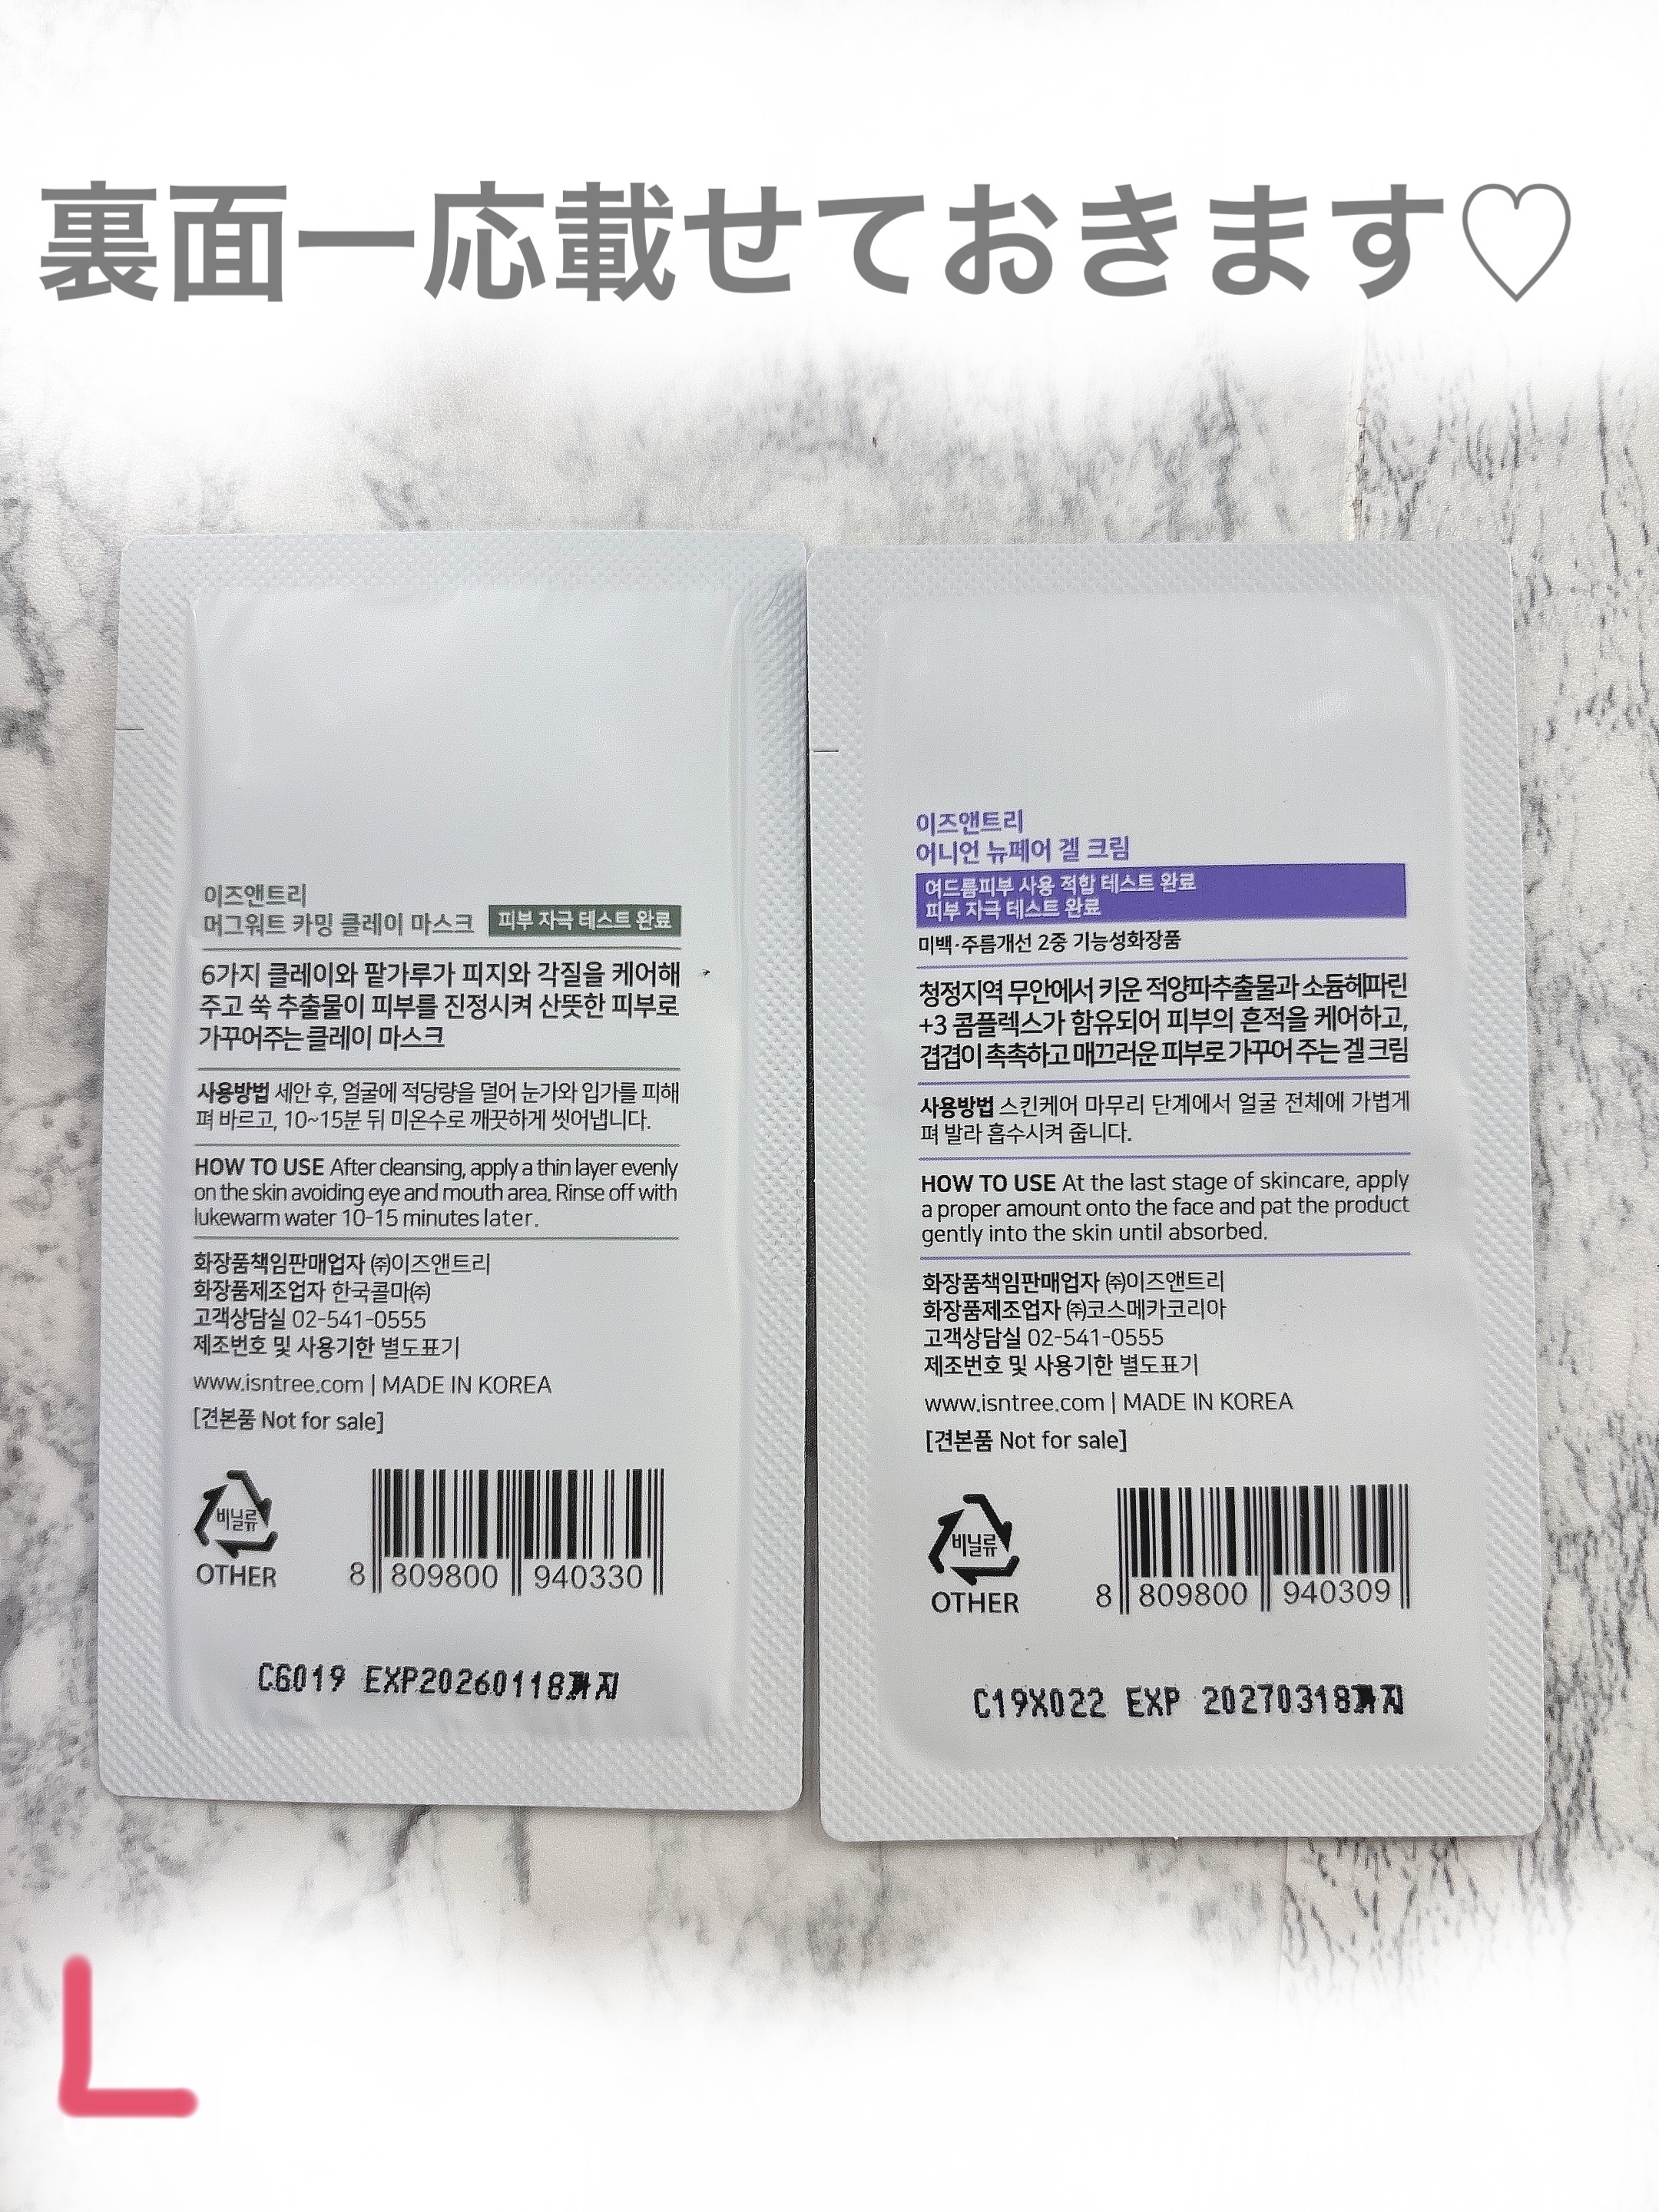 裏面一応載せておきます♡
이즈앤트리
머그워트 카밍 클레이 마스크 피부 자극 테스트 완료
6가지 클레이와 팥가루가 피지와 각질을 케어해
주고 쑥 추출물이 피부를 진정시켜 산뜻한 피부로
가꾸어주는 클레이 마스크
사용방법 세안 후, 얼굴에 적당량을 덜어 눈가와 입가를 피해
펴 바르고, 10~15분 뒤 미온수로 깨끗하게 씻어냅니다.
HOW TO USE After cleansing, apply a thin layer evenly
on the skin avoiding eye and mouth area. Rinse off with
lukewarm water 10-15 minutes later.
화장품책임판매업자 ㈜이즈앤트리
화장품제조업자 한국콜마㈜
고객상담실 02-541-0555
제조번호 및 사용기한 별도표기
www.isntree.com | MADE IN KOREA
[견본품 Not for sale]
비닐류
OTHER
8 809800 940330
C6019 EXP20260118까지
이즈앤트리
어니언 뉴페어 겔 크림
여드름피부 사용 적합 테스트 완료
피부 자극 테스트 완료
미백·주름개선 2중 기능성화장품
청정지역 무안에서 키운 적양파추출물과 소듐헤파린
+3 콤플렉스가 함유되어 피부의 흔적을 케어하고,
겹겹이 촉촉하고 매끄러운 피부로 가꾸어 주는 겔 크림
사용방법 스킨케어 마무리 단계에서 얼굴 전체에 가볍게
펴 발라 흡수시켜 줍니다.
HOW TO USE At the last stage of skincare, apply
a proper amount onto the face and pat the product
gently into the skin until absorbed.
화장품책임판매업자 ㈜이즈앤트리
화장품제조업자 ㈜코스메카코리아
고객상담실 02-541-0555
제조번호 및 사용기한 별도표기
www.isntree.com | MADE IN KOREA
[견본품 Not for sale]
비닐류
OTHER
8 809800 940309
C19X022 EXP 20270318까지
L